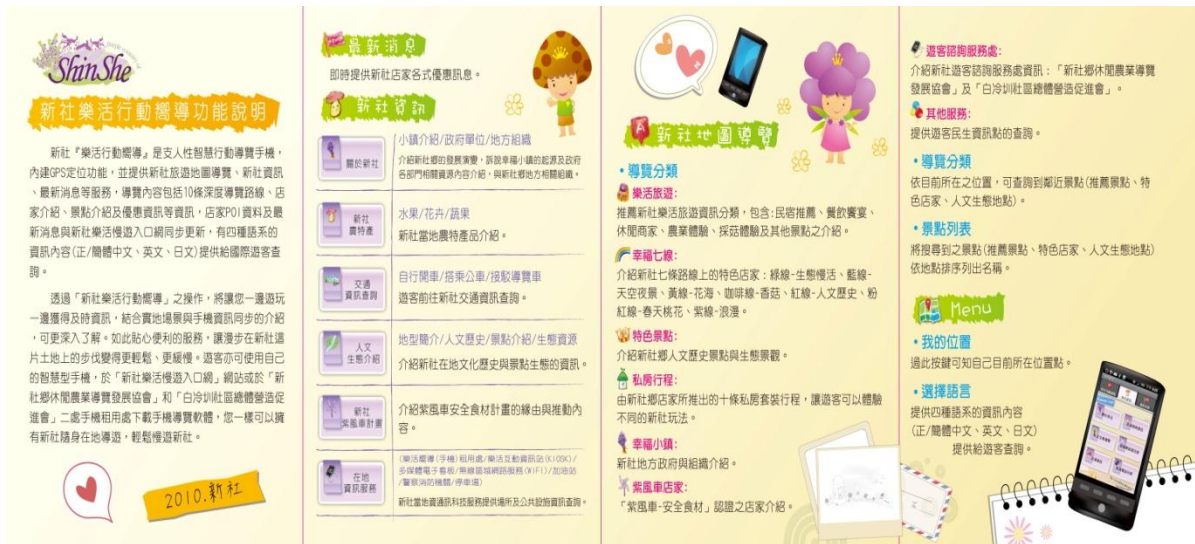 ShinShe
新社樂活行動嚮導功能說明
新社『樂活行動嚮導』是支人性智慧行動導覽手機，
內建GPS定位功能，並提供新社旅遊地圖導覽、新社資訊
、最新消息等服務，導覽內容包括10條深度導覽路線、店
家介紹、景點介紹及優惠資訊等資訊，店家POI資料及最
新消息與新社樂活慢遊入口網同步更新，有四種語系的
資訊內容(正/簡體中文、英文、日文)提供給國際遊客查
詢。
透過「新社樂活行動嚮導」之操作，將讓您一邊遊玩
一邊獲得及時資訊，結合實地場景與手機資訊同步的介紹
，可更深入了解。如此貼心便利的服務，讓漫步在新社這
片土地上的步伐變得更輕鬆、更緩慢。遊客亦可使用自己
的智慧型手機，於「新社樂活慢遊入口網」網站或於「新
社鄉休閒農業導覽發展協會」和「白冷圳社區總體營造促
進會」二處手機租用處下載手機導覽軟體，您一樣可以擁
有新社隨身在地導遊，輕鬆慢遊新社。
2010.新社
最新消息
即時提供新社店家各式優惠訊息。
新社資訊
關於新社
小鎮介紹/政府單位/地方組織
介紹新社鄉的發展演變，訴說幸福小鎮的起源及政府
各部門相關資源內容介紹，與新社鄉地方相關組織。
新社
農特產
水果/花卉/蔬果
新社當地農特產品介紹。
交通
資訊查詢
自行開車/搭乘公車/接駁導覽車
遊客前往新社交通資訊查詢。
人文
生態介紹
地型簡介/人文歷史/景點介紹/生態資源
介紹新社在地文化歷史與景點生態的資訊。
新社
紫風車計畫
介紹紫風車安全食材計畫的緣由與推動內
容。
在地
資訊服務
(樂活嚮導(手機)租用處/樂活互動資訊站(KIOSK)/
多媒體電子看板/無線區域網路服務(WiFi)/加油站
/警察消防機關/停車場)
新社當地資通訊科技服務提供場所及公共設施資訊查詢。
新社地圖導覽
•導覽分類
樂活旅遊:
推薦新社樂活旅遊資訊分類，包含:民宿推薦、餐飲饗宴、
休閒商家、農業體驗、採菇體驗及其他景點之介紹。
幸福七線:
介紹新社七條路線上的特色店家：綠線-生態慢活、藍線-
天空夜景、黃線-花海、咖啡線-香菇、紅線-人文歷史、粉
紅線-春天桃花、紫線-浪漫。
特色景點:
介紹新社鄉人文歷史景點與生態景觀。
私房行程:
由新社鄉店家所推出的十條私房套裝行程，讓遊客可以體驗
不同的新社玩法。
幸福小鎮:
新社地方政府與組織介紹。
紫風車店家:
「紫風車-安全食材」認證之店家介紹。
遊客諮詢服務處:
介紹新社遊客諮詢服務處資訊：「新社鄉休閒農業導覽
發展協會」及「白冷圳社區總體營造促進會」。
其他服務:
提供遊客民生資訊點的查詢。
•導覽分類
依目前所在之位置，可查詢到鄰近景點(推薦景點、特
色店家、人文生態地點)。
•景點列表
將搜尋到之景點(推薦景點、特色店家、人文生態地點)
依地點排序列出名稱。
Menu
•我的位置
過此按鍵可知自己目前所在位置點。
•選擇語言
提供四種語系的資訊內容
(正/簡體中文、英文、日文)
提供給遊客查詢。